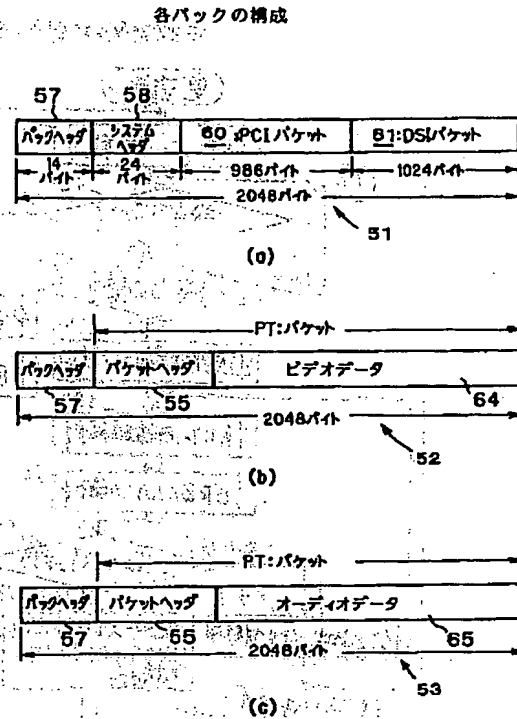 各パックの構成
57 58
パックヘッダ システムヘッダ 60:PCIパケット 61:DSIパケット
14バイト 24バイト 986バイト 1024バイト
2048バイト
51
(a)
PT:パケット
パックヘッダ パケットヘッダ ビデオデータ
57 55 64
2048バイト
52
(b)
PT:パケット
パックヘッダ パケットヘッダ オーディオデータ
57 55 65
2048バイト
53
(c)